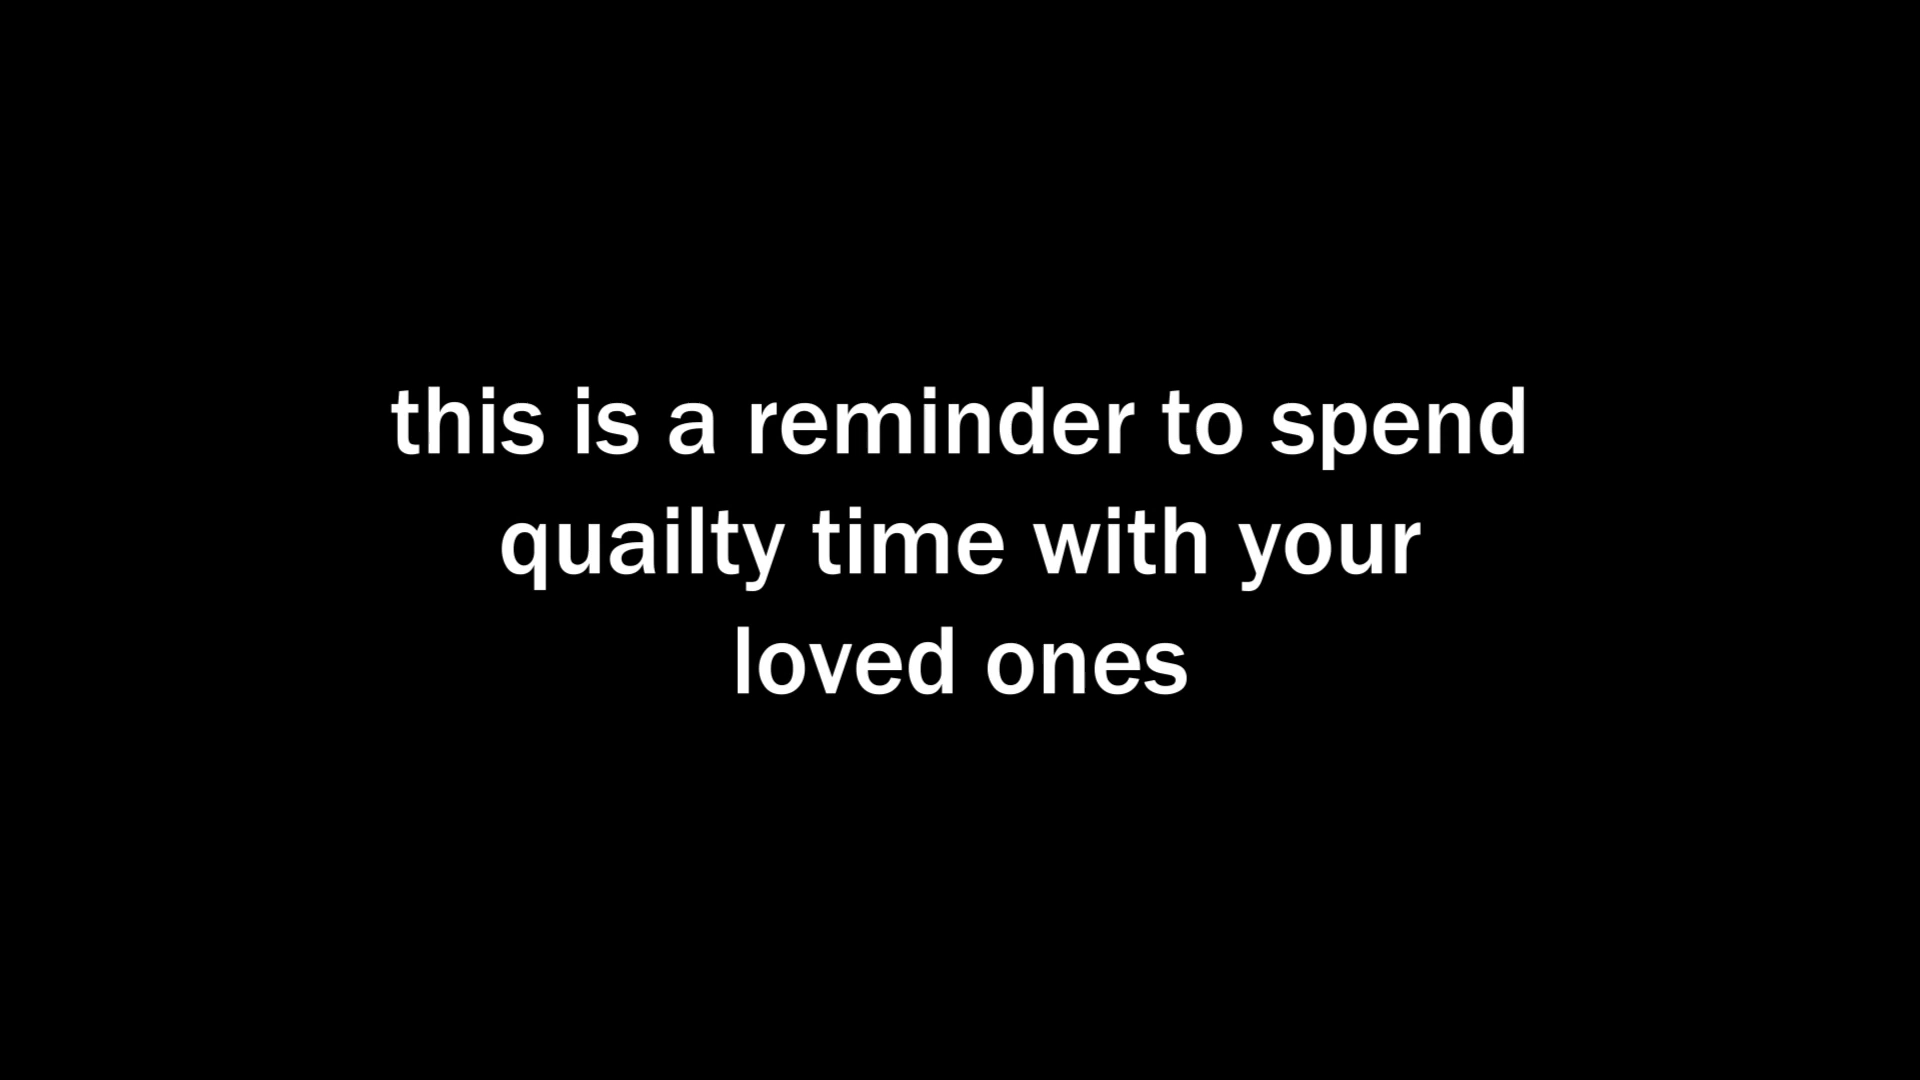 this is a reminder to spend
quailty time with your
loved ones